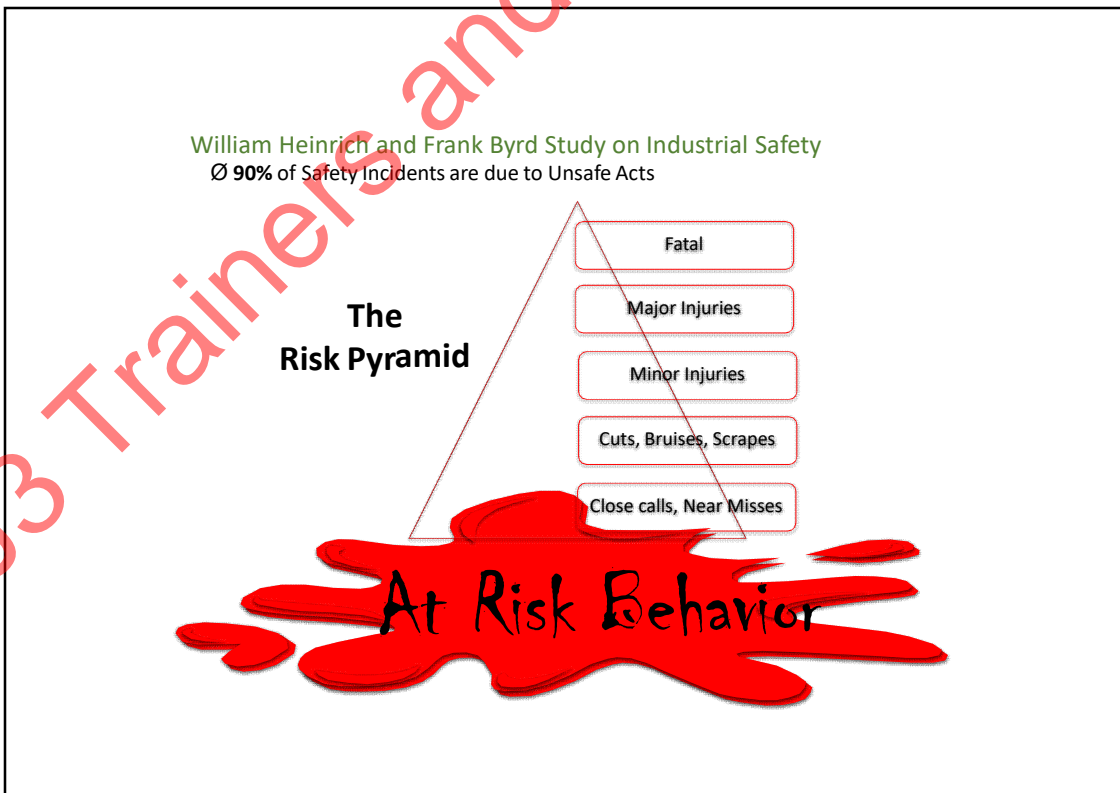 William Heinrich and Frank Byrd Study on Industrial Safety
Ø 90% of Safety Incidents are due to Unsafe Acts
The
Risk Pyramid
Fatal
Major Injuries
Minor Injuries
Cuts, Bruises, Scrapes
Close calls, Near Misses
At Risk Behavior
3 Trainers and